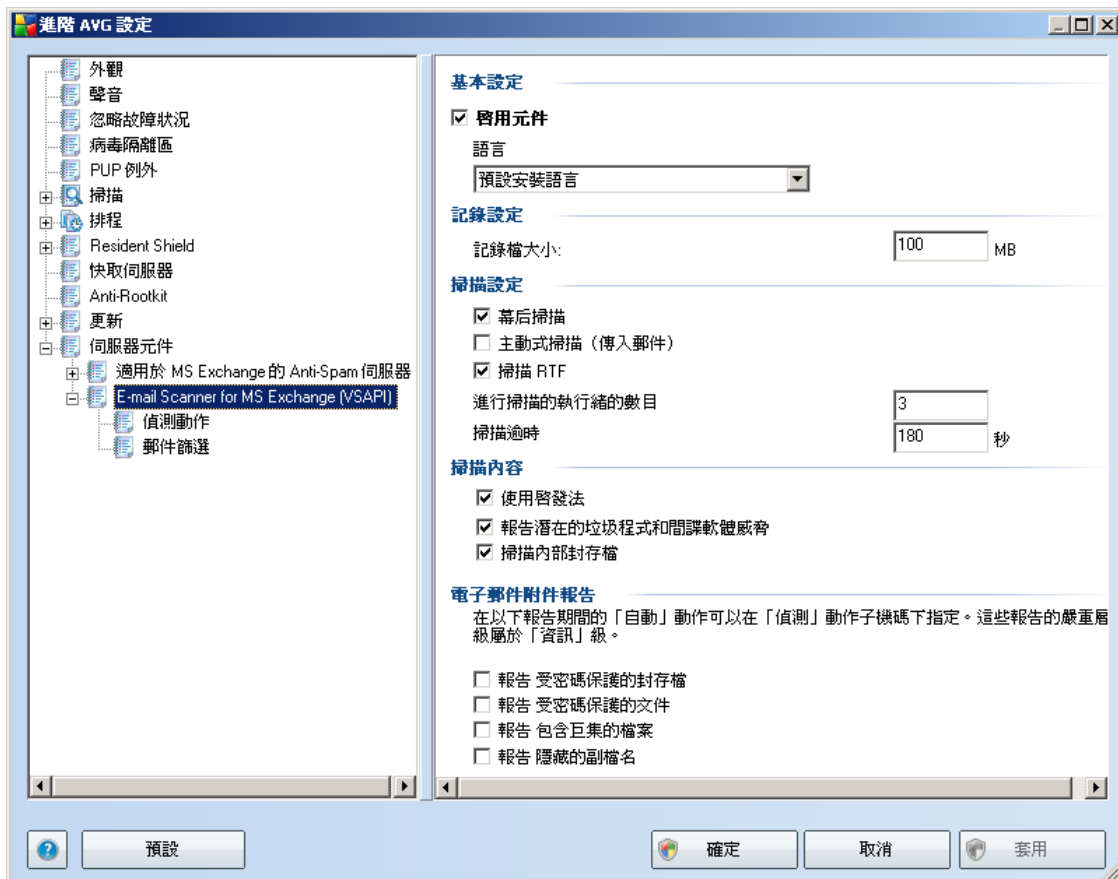 進階 AVG 設定
外觀
聲音
忽略故障狀況
病毒隔離區
PUP 例外
掃描
排程
Resident Shield
快取伺服器
Anti-Rootkit
更新
伺服器元件
適用於 MS Exchange 的 Anti-Spam 伺服器
E-mail Scanner for MS Exchange (VSAPI)
偵測動作
郵件篩選
基本設定
啓用元件
語言
預設安裝語言
記錄設定
記錄檔大小:
100
MB
掃描設定
幕后掃描
主動式掃描（傳入郵件）
掃描 RTF
進行掃描的執行緒的數目
3
掃描逾時
180
秒
掃描內容
使用啓發法
報告潛在的垃圾程式和間諜軟體威脅
掃描內部封存檔
電子郵件附件報告
在以下報告期間的「自動」動作可以在「偵測」動作子機碼下指定。這些報告的嚴重層
級屬於「資訊」級。
報告 受密碼保護的封存檔
報告 受密碼保護的文件
報告 包含巨集的檔案
報告 隱藏的副檔名
預設
確定
取消
套用